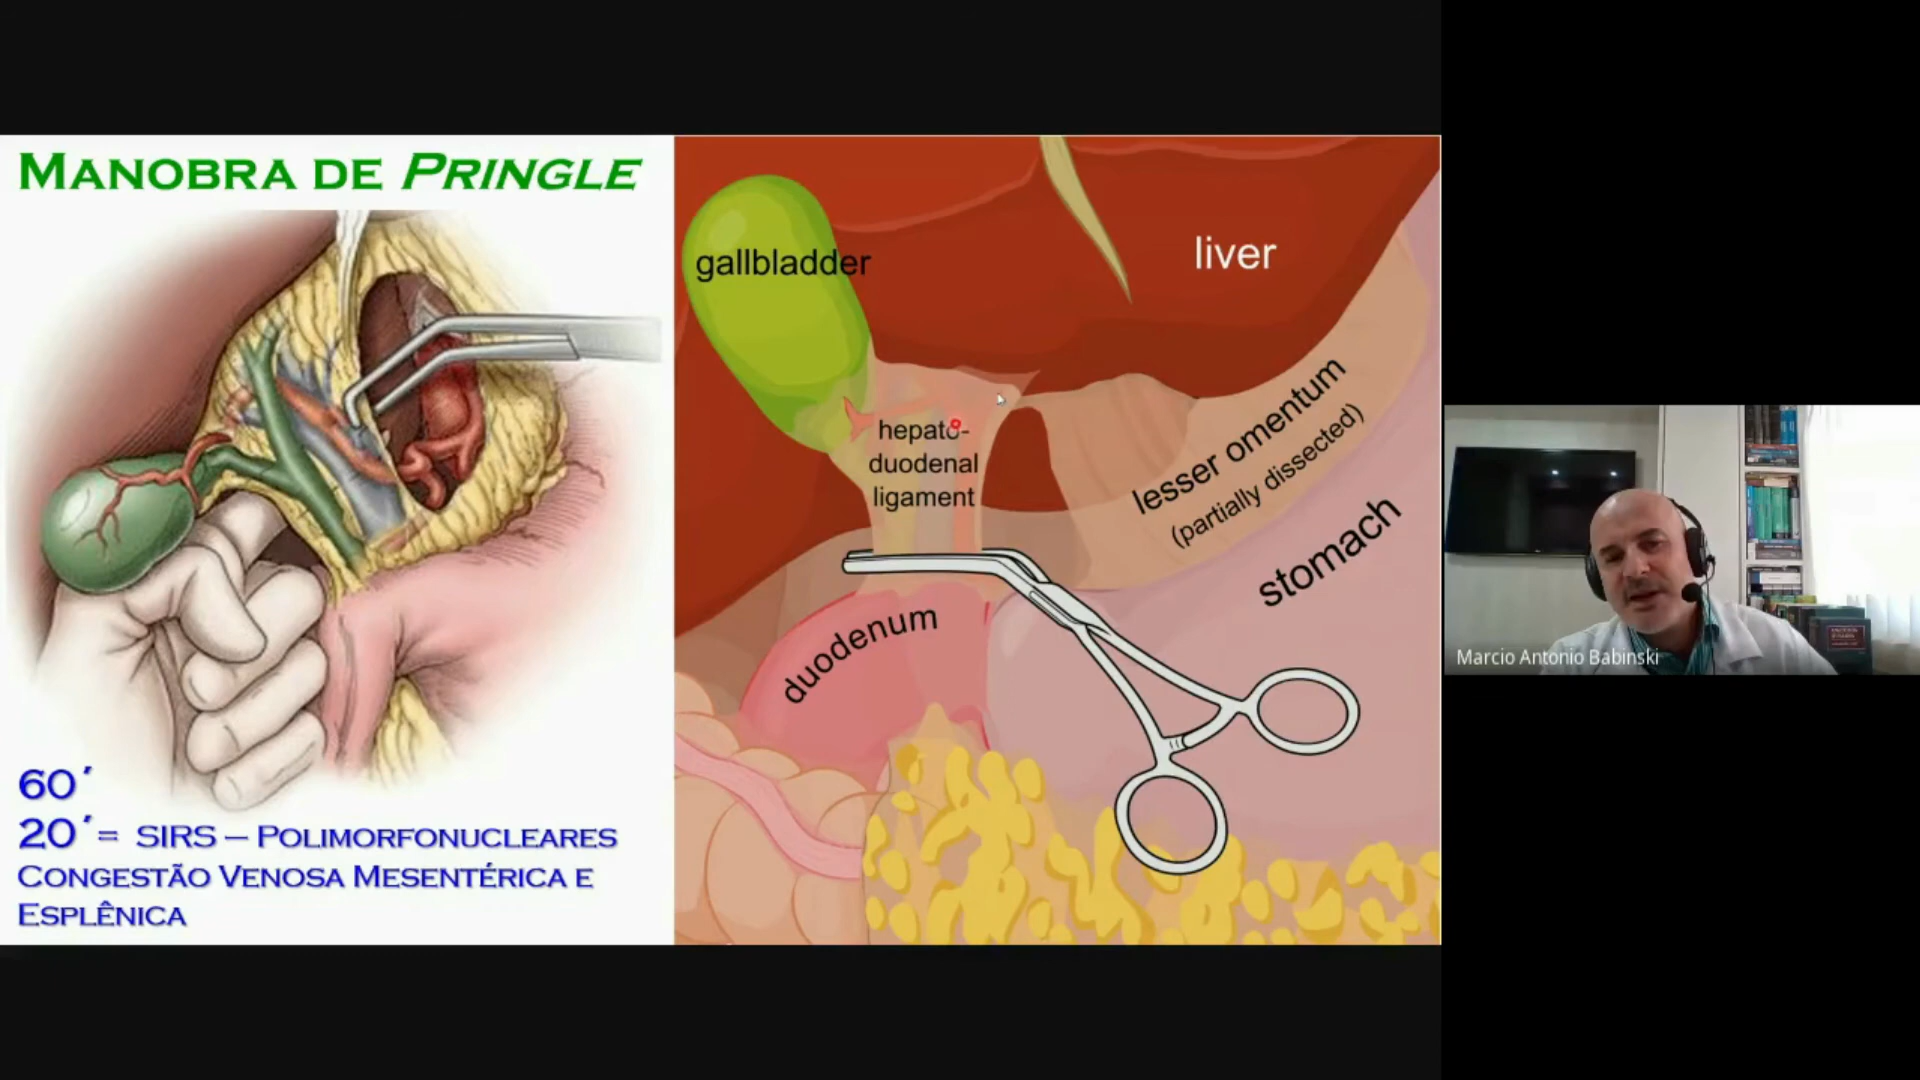 MANOBRA DE PRINGLE
60´
20´= SIRS – POLIMORFONUCLEARES
CONGESTÃO VENOSA MESENTÉRICA E
ESPLÊNICA
gallbladder
liver
hepato-
duodenal
ligament
lesser omentum
(partially dissected)
stomach
duodenum
Marcio Antonio Babinski